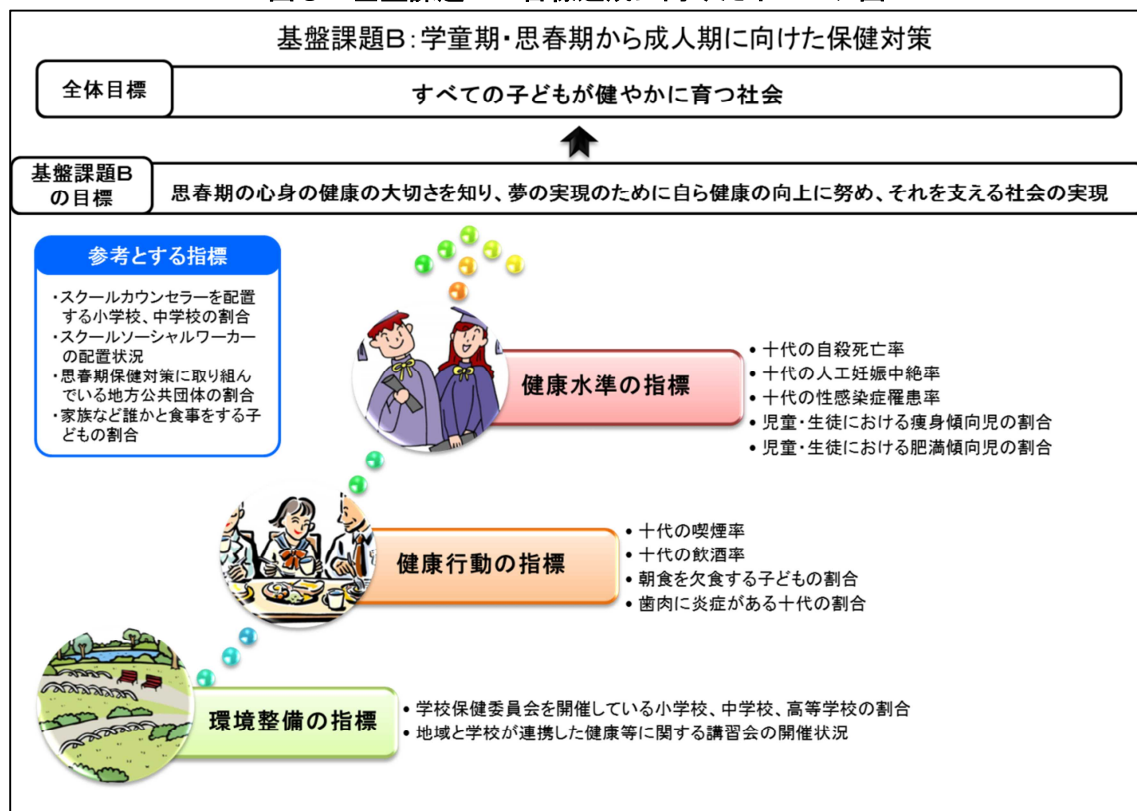 基盤課題B:学童期・思春期から成人期に向けた保健対策
全体目標
すべての子どもが健やかに育つ社会
基盤課題B
の目標
思春期の心身の健康の大切さを知り、夢の実現のために自ら健康の向上に努め、それを支える社会の実現
参考とする指標
・スクールカウンセラーを配置
する小学校、中学校の割合
・スクールソーシャルワーカー
の配置状況
・思春期保健対策に取り組ん
でいる地方公共団体の割合
・家族など誰かと食事をする子
どもの割合
健康水準の指標
• 十代の自殺死亡率
• 十代の人工妊娠中絶率
• 十代の性感染症罹患率
• 児童・生徒における痩身傾向児の割合
• 児童・生徒における肥満傾向児の割合
健康行動の指標
• 十代の喫煙率
• 十代の飲酒率
• 朝食を欠食する子どもの割合
• 歯肉に炎症がある十代の割合
環境整備の指標
• 学校保健委員会を開催している小学校、中学校、高等学校の割合
• 地域と学校が連携した健康等に関する講習会の開催状況